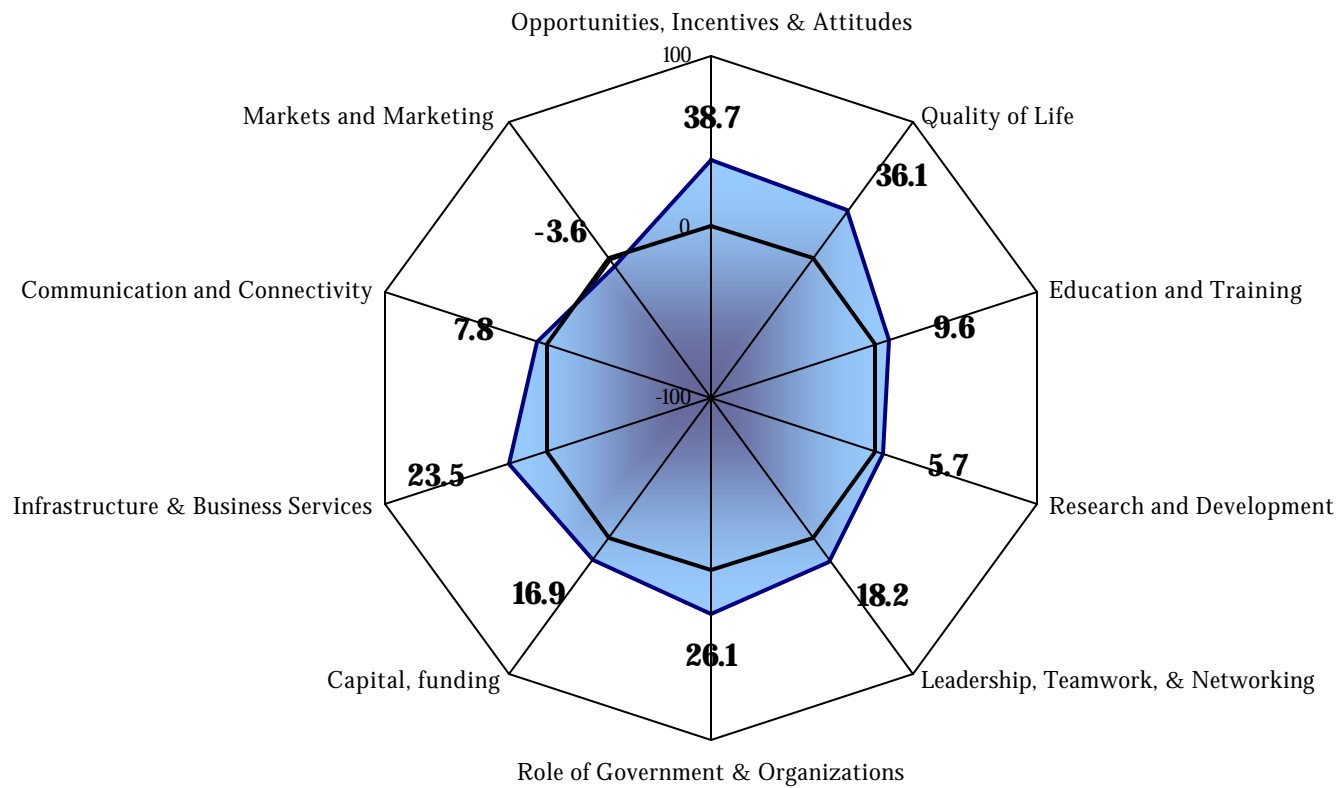 Opportunities, Incentives & Attitudes
100
38.7
Markets and Marketing
Quality of Life
36.1
-3.6
0
Communication and Connectivity
Education and Training
7.8
9.6
-100
23.5
5.7
Infrastructure & Business Services
Research and Development
16.9
18.2
26.1
Capital, funding
Leadership, Teamwork, & Networking
Role of Government & Organizations